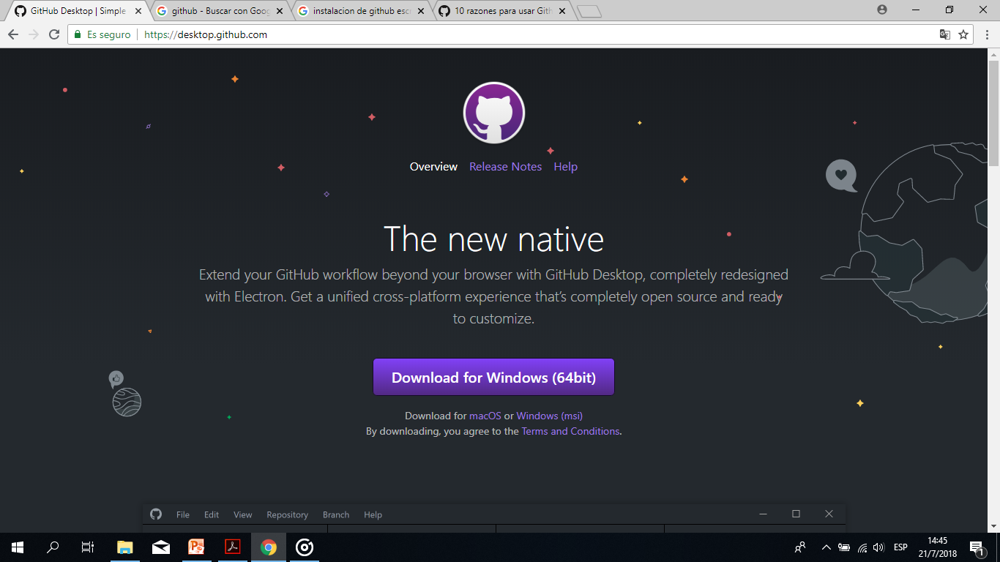 GitHub Desktop | Simple
github - Buscar con Goog
instalacion de github esc
10 razones para usar Gith
Es seguro
https://desktop.github.com
Overview Release Notes Help
The new native
Extend your GitHub workflow beyond your browser with GitHub Desktop, completely redesigned
with Electron. Get a unified cross-platform experience that's completely open source and ready
to customize.
Download for Windows (64bit)
Download for macOS or Windows (msi)
By downloading, you agree to the Terms and Conditions.
File Edit View Repository Branch Help
ESP
14:45
21/7/2018
1